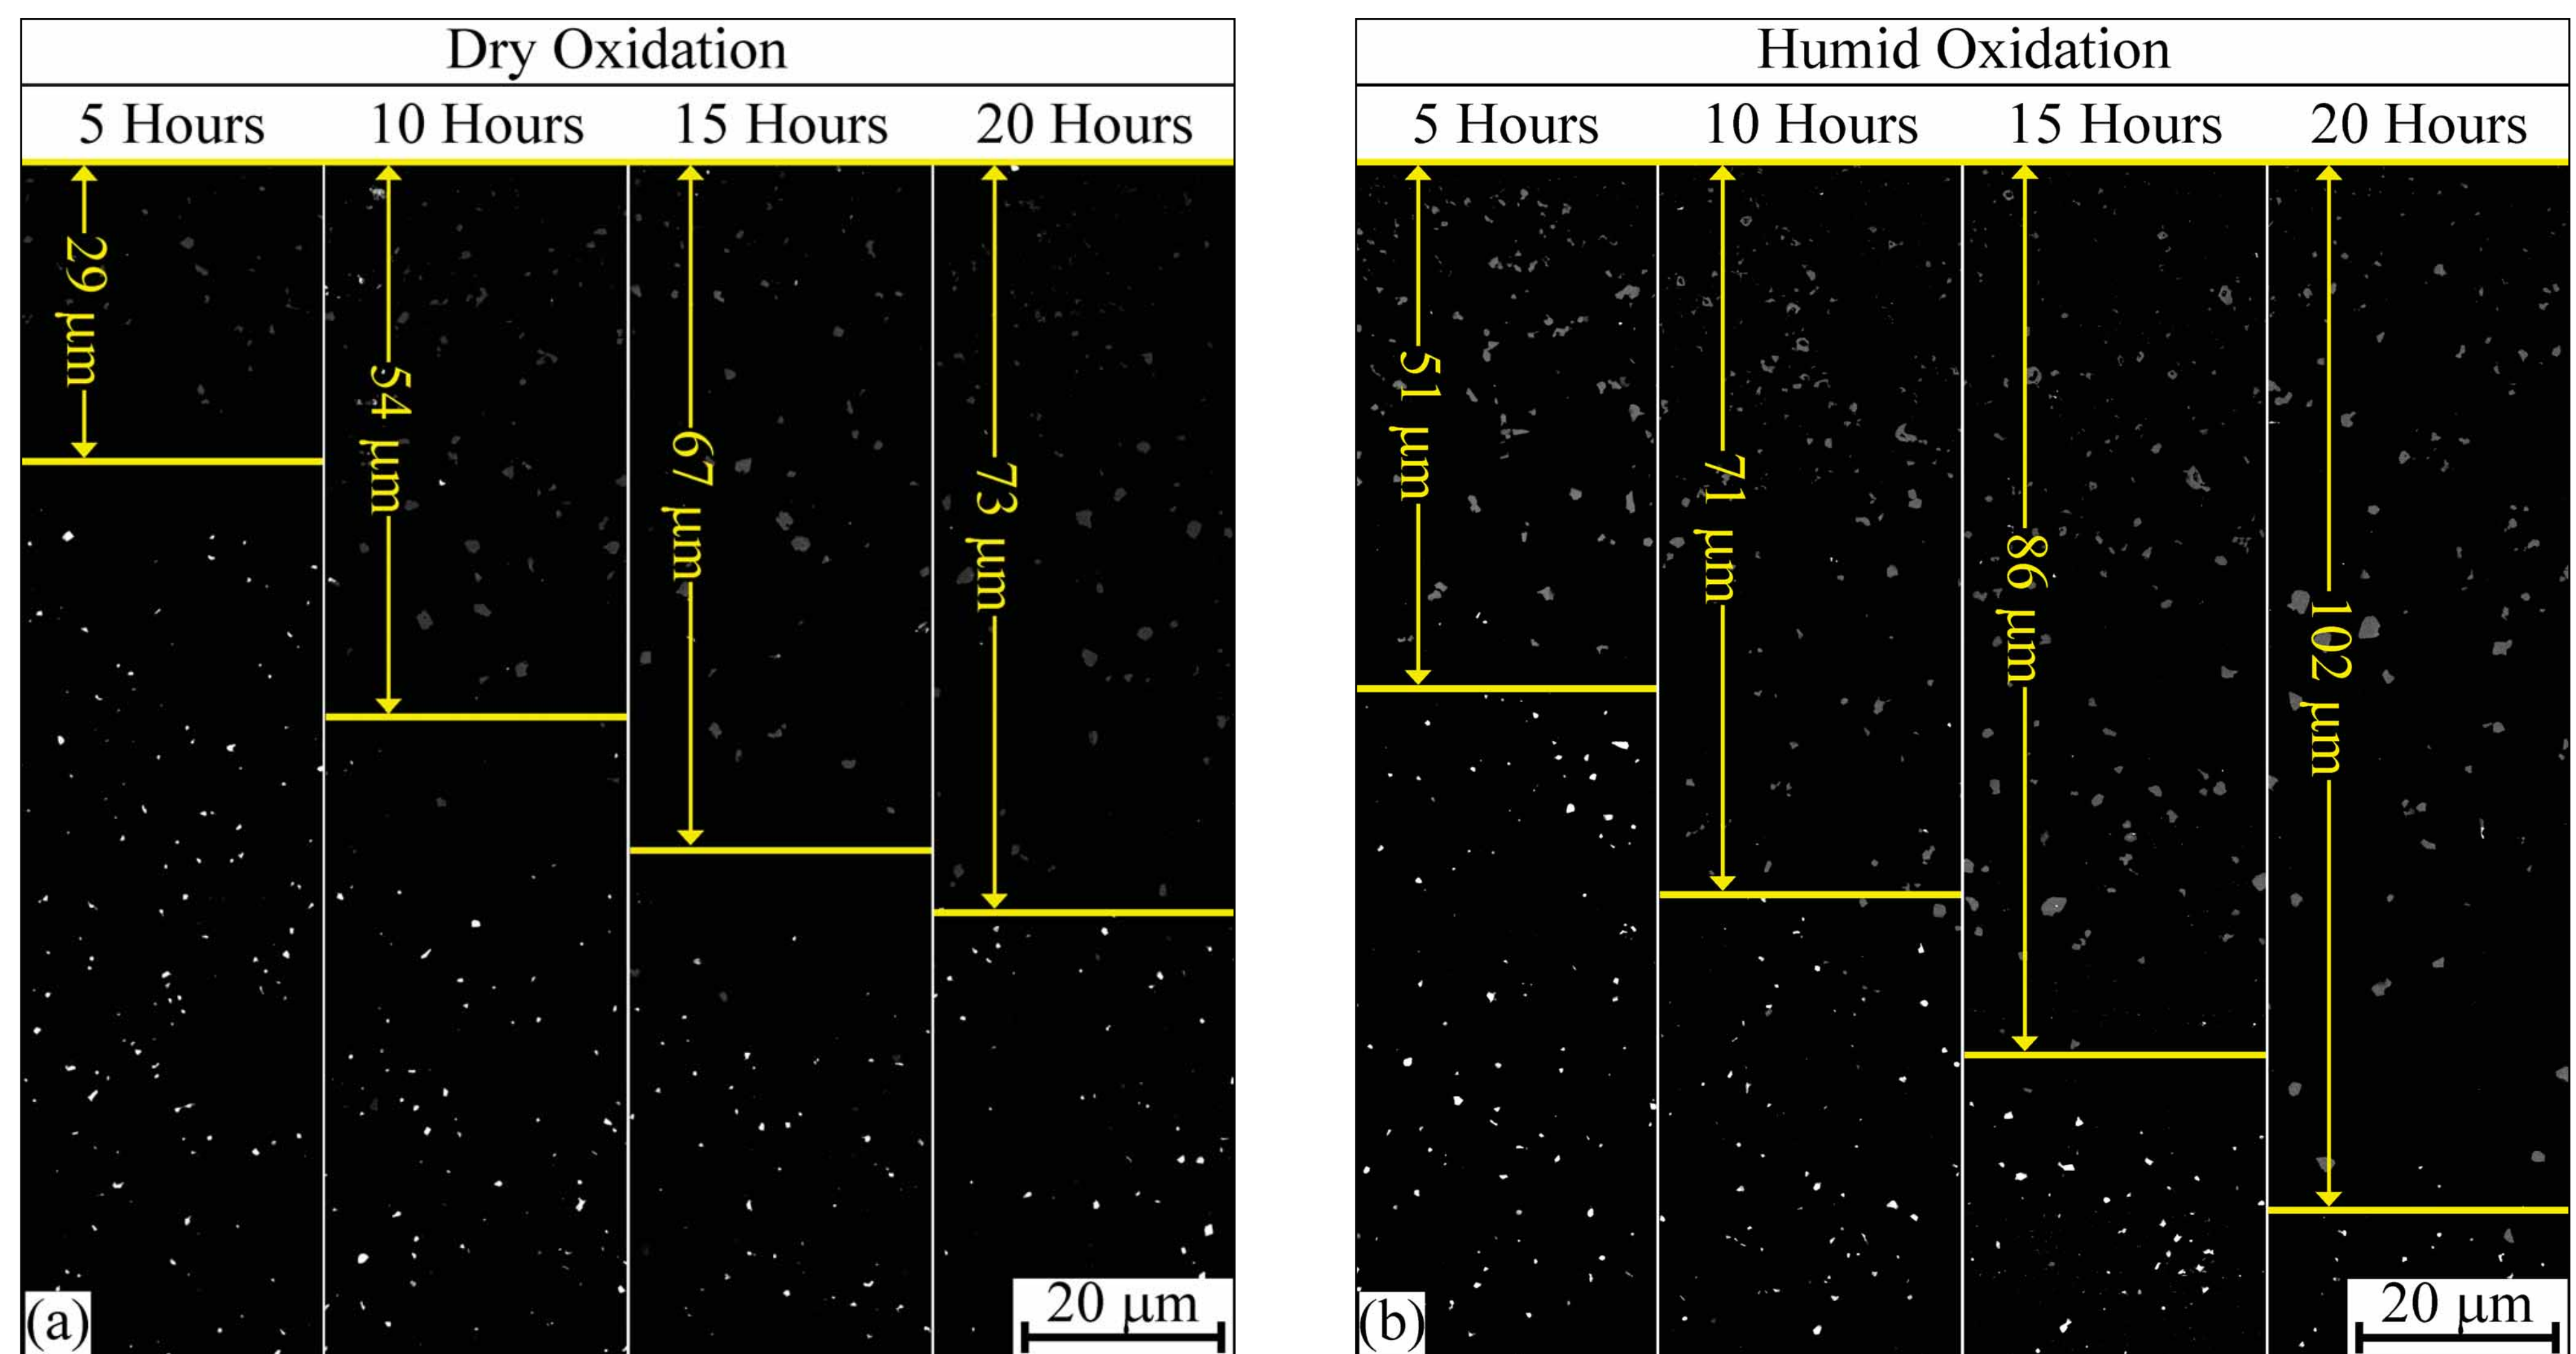 Dry Oxidation
5 Hours 10 Hours 15 Hours 20 Hours
29 µm
54 µm
67 µm
73 µm
(a)
20 µm
Humid Oxidation
5 Hours 10 Hours 15 Hours 20 Hours
51 µm
71 µm
86 µm
102 µm
(b)
20 µm